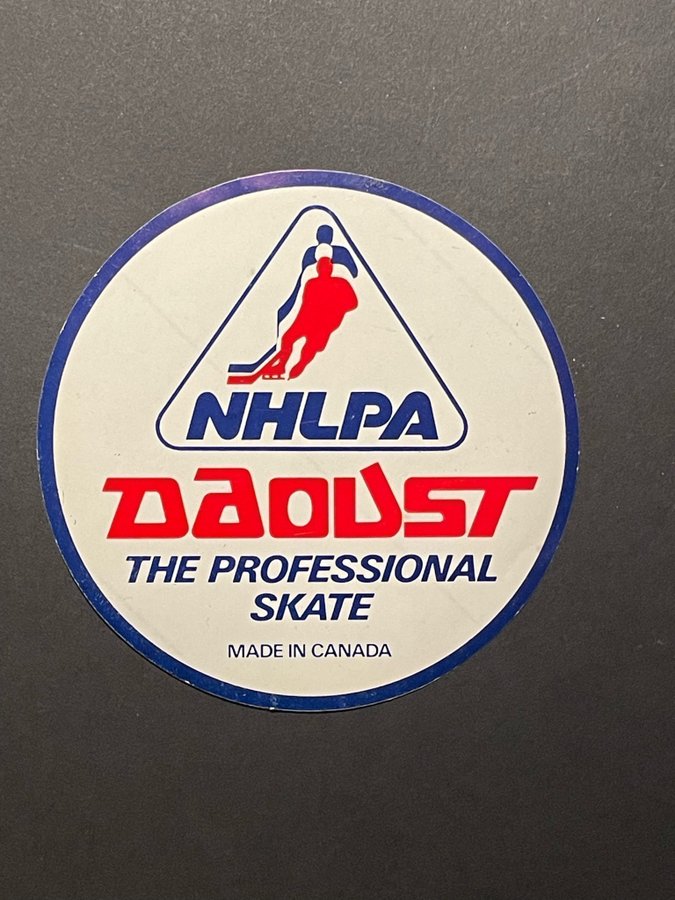 NHLPA
DAOUST
THE PROFESSIONAL
SKATE
MADE IN CANADA